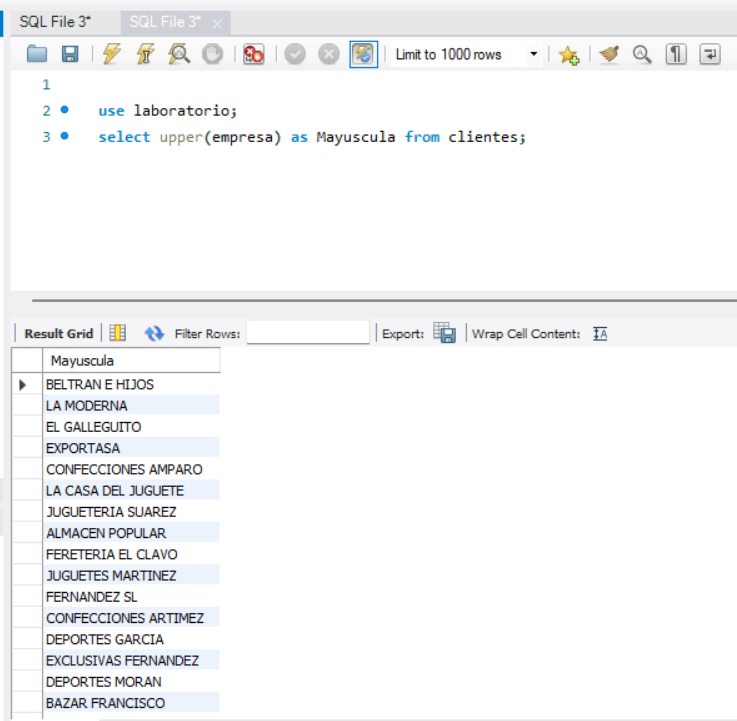 SQL File 3* SQL File 3*
Limit to 1000 rows
1
2 use laboratorio;
3 select upper(empresa) as Mayuscula from clientes;
Result Grid Filter Rows: Export: Wrap Cell Content:
Mayuscula
BELTRAN E HIJOS
LA MODERNA
EL GALLEGUITO
EXPORTASA
CONFECCIONES AMPARO
LA CASA DEL JUGUETE
JUGUETERIA SUAREZ
ALMACEN POPULAR
FERETERIA EL CLAVO
JUGUETES MARTINEZ
FERNANDEZ SL
CONFECCIONES ARTIMEZ
DEPORTES GARCIA
EXCLUSIVAS FERNANDEZ
DEPORTES MORAN
BAZAR FRANCISCO